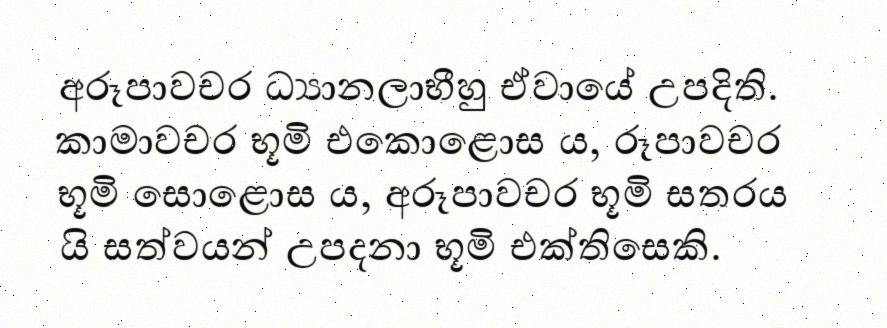 අරූපාවචර ධ්‍යානලාභීහු ඒවායේ උපදිති.
කාමාවචර භූමි එකොළොස ය, රූපාවචර
භූමි සොළොස ය, අරූපාවචර භූමි සතරය
යි සත්වයන් උපදනා භූමි එක්තිසෙකි.